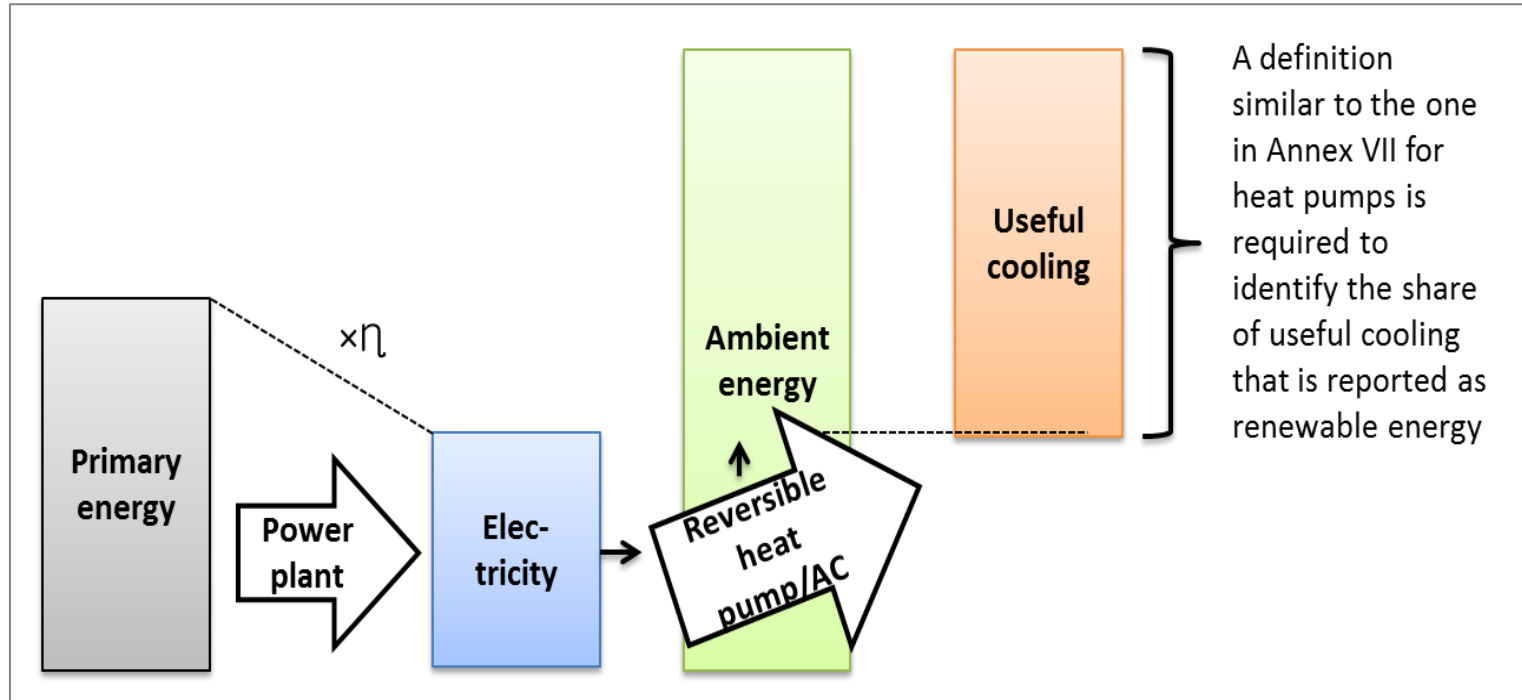 Primary
energy
×η
Power
plant
Elec-
tricity
Ambient
energy
Reversible
heat
pump/AC
Useful
cooling
A definition
similar to the one
in Annex VII for
heat pumps is
required to
identify the share
of useful cooling
that is reported as
renewable energy